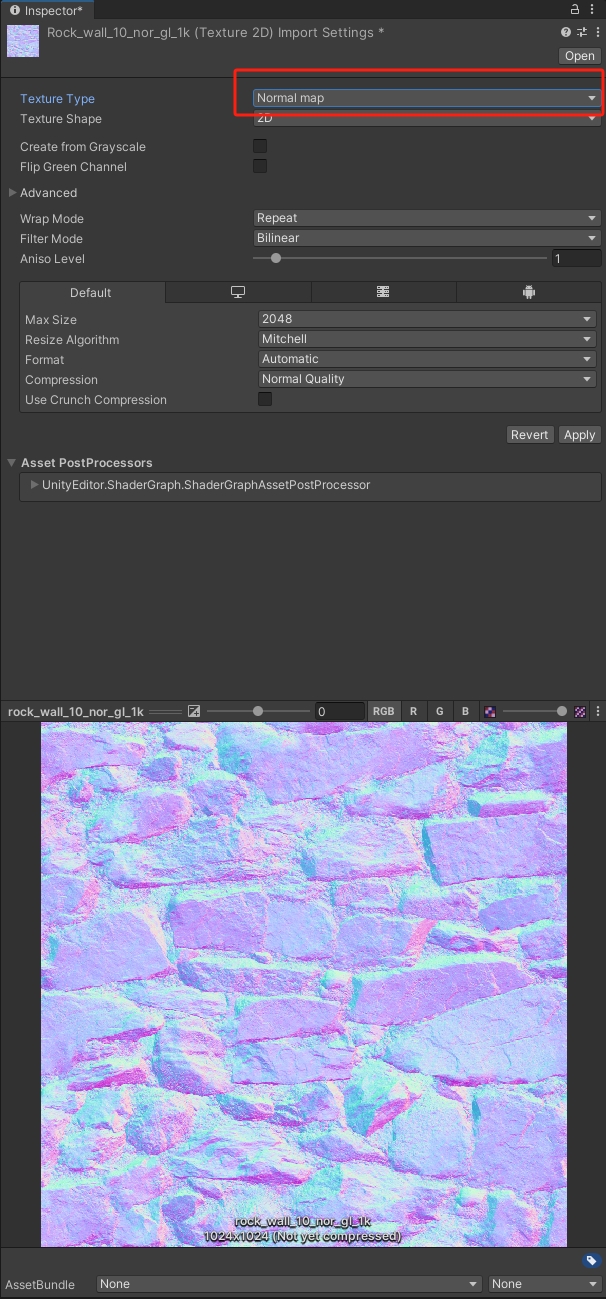 Inspector*
Rock_wall_10_nor_gl_1k (Texture 2D) Import Settings *
Open
Texture Type Normal map
Texture Shape 2D
Create from Grayscale
Flip Green Channel
Advanced
Wrap Mode Repeat
Filter Mode Bilinear
Aniso Level 1
Default
Max Size 2048
Resize Algorithm Mitchell
Format Automatic
Compression Normal Quality
Use Crunch Compression
Revert Apply
Asset PostProcessors
UnityEditor.ShaderGraph.ShaderGraphAssetPostProcessor
rock_wall_10_nor_gl_1k 0 RGB R G B
rock_wall_10_nor_gl_1k
1024x1024 (Not yet compressed)
AssetBundle None None